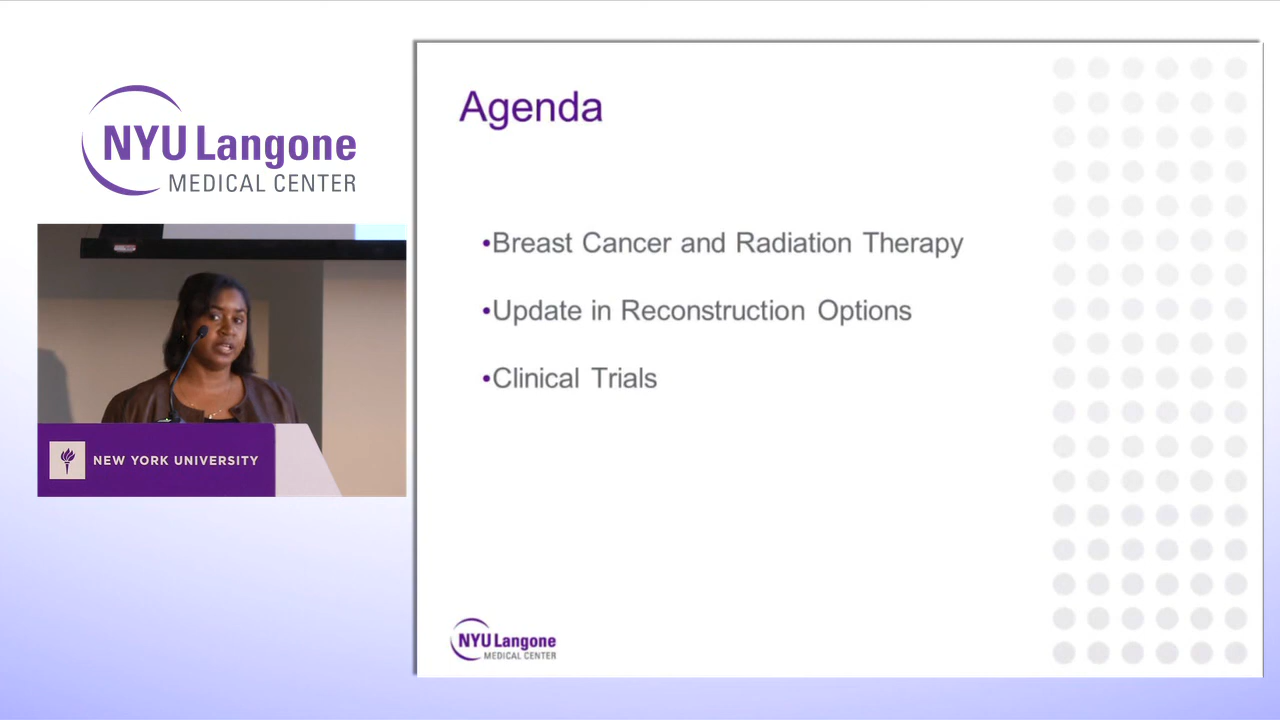 NYU Langone
MEDICAL CENTER
NEW YORK UNIVERSITY
Agenda
•Breast Cancer and Radiation Therapy
•Update in Reconstruction Options
•Clinical Trials
NYU Langone
MEDICAL CENTER